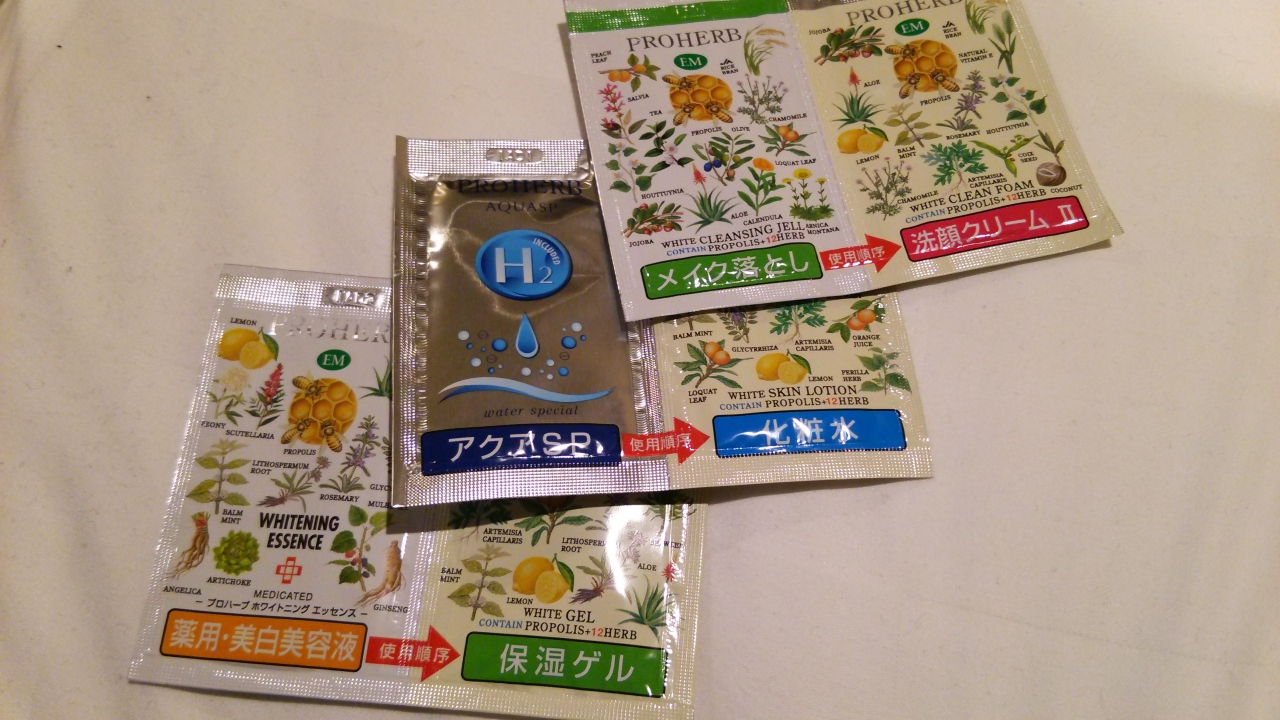 PROHERB
EM
PEACH LEAF
RICE BRAN
SALVIA
TEA
CHAMOMILE
PROPOLIS
OLIVE
LOQUAT LEAF
HOUTTUYNIA
ALOE
CALENDULA
JOJOBA
ARNICA MONTANA
WHITE CLEANSING JELL
CONTAIN PROPOLIS+12HERB
メイク落とし
使用順序
PROHERB
EM
JOJOBA
RICE BRAN
NATURAL VITAMIN E
ALOE
PROPOLIS
ROSEMARY
HOUTTUYNIA
LEMON
BALM MINT
COIX SEED
ARTEMISIA CAPILLARIS
CHAMOMILE
COCONUT
WHITE CLEAN FOAM
CONTAIN PROPOLIS+12HERB
洗顔クリーム Ⅱ
PROHERB
AQUASP
H2
INCLUDED
water special
アクアSP
使用順序
BALM MINT
GLYCYRRHIZA
ARTEMISIA CAPILLARIS
ORANGE JUICE
LOQUAT LEAF
LEMON
PERILLA HERB
WHITE SKIN LOTION
CONTAIN PROPOLIS+12HERB
化粧水
PROHERB
LEMON
EM
PEONY
SCUTELLARIA
PROPOLIS
LITHOSPERMUM ROOT
ROSEMARY
BALM MINT
WHITENING
ESSENCE
ANGELICA
ARTICHOKE
GINSENG
MEDICATED
– プロハーブ ホワイトニング エッセンス –
薬用・美白美容液
使用順序
ARTEMISIA CAPILLARIS
ROOT
BALM MINT
ALOE
LEMON
WHITE GEL
CONTAIN PROPOLIS+12HERB
保湿ゲル